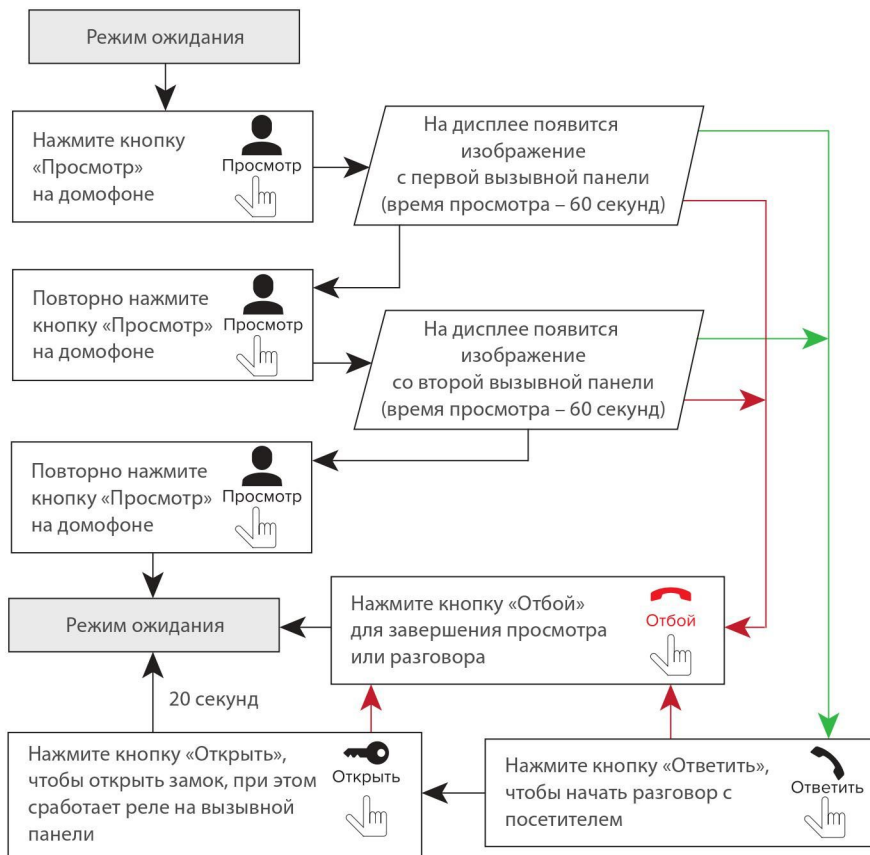 Режим ожидания
Нажмите кнопку
«Просмотр»
на домофоне
Просмотр
На дисплее появится
изображение
с первой вызывной панели
(время просмотра – 60 секунд)
Повторно нажмите
кнопку «Просмотр»
на домофоне
Просмотр
На дисплее появится
изображение
со второй вызывной панели
(время просмотра – 60 секунд)
Повторно нажмите
кнопку «Просмотр»
на домофоне
Просмотр
Режим ожидания
Нажмите кнопку «Отбой»
для завершения просмотра
или разговора
Отбой
20 секунд
Нажмите кнопку «Открыть»,
чтобы открыть замок, при этом
сработает реле на вызывной
панели
Открыть
Нажмите кнопку «Ответить»,
чтобы начать разговор с
посетителем
Ответить